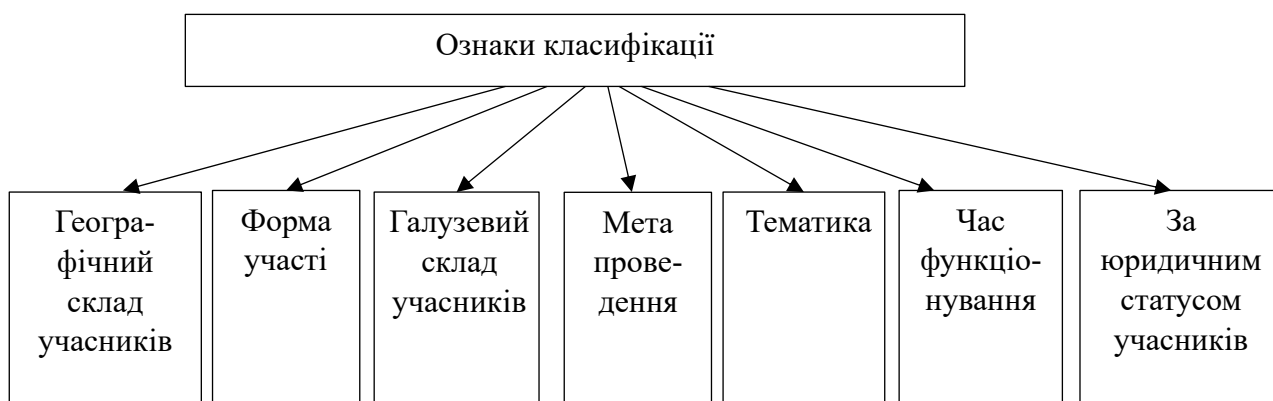 Ознаки класифікації
Геогра-
фічний
склад
учасників
Форма
участі
Галузевий
склад
учасників
Мета
прове-
дення
Тематика
Час
функціо-
нування
За
юридичним
статусом
учасників